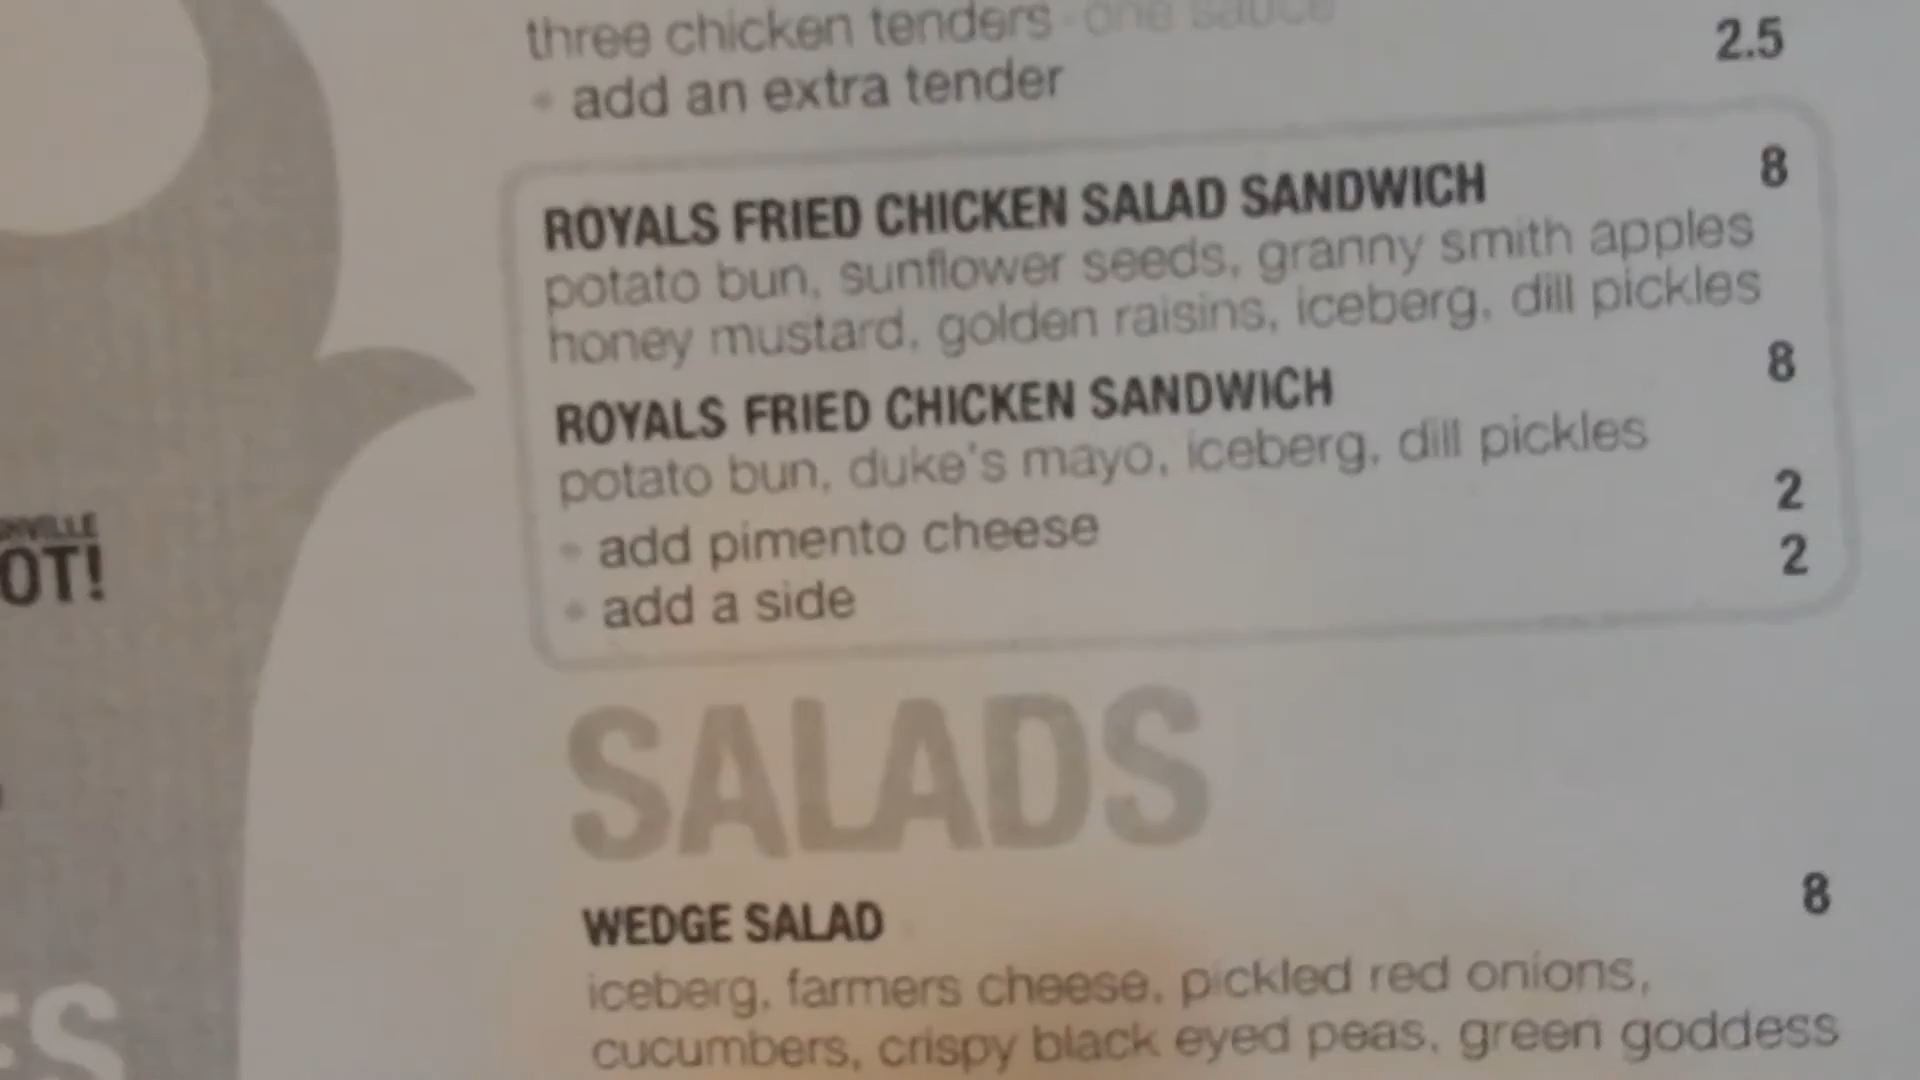 three chicken tenders - one sauce
• add an extra tender 2.5
ROYALS FRIED CHICKEN SALAD SANDWICH 8
potato bun, sunflower seeds, granny smith apples
honey mustard, golden raisins, iceberg, dill pickles
ROYALS FRIED CHICKEN SANDWICH 8
potato bun, duke's mayo, iceberg, dill pickles
• add pimento cheese 2
• add a side 2
OT!
SALADS
WEDGE SALAD 8
iceberg, farmers cheese, pickled red onions,
cucumbers, crispy black eyed peas, green goddess